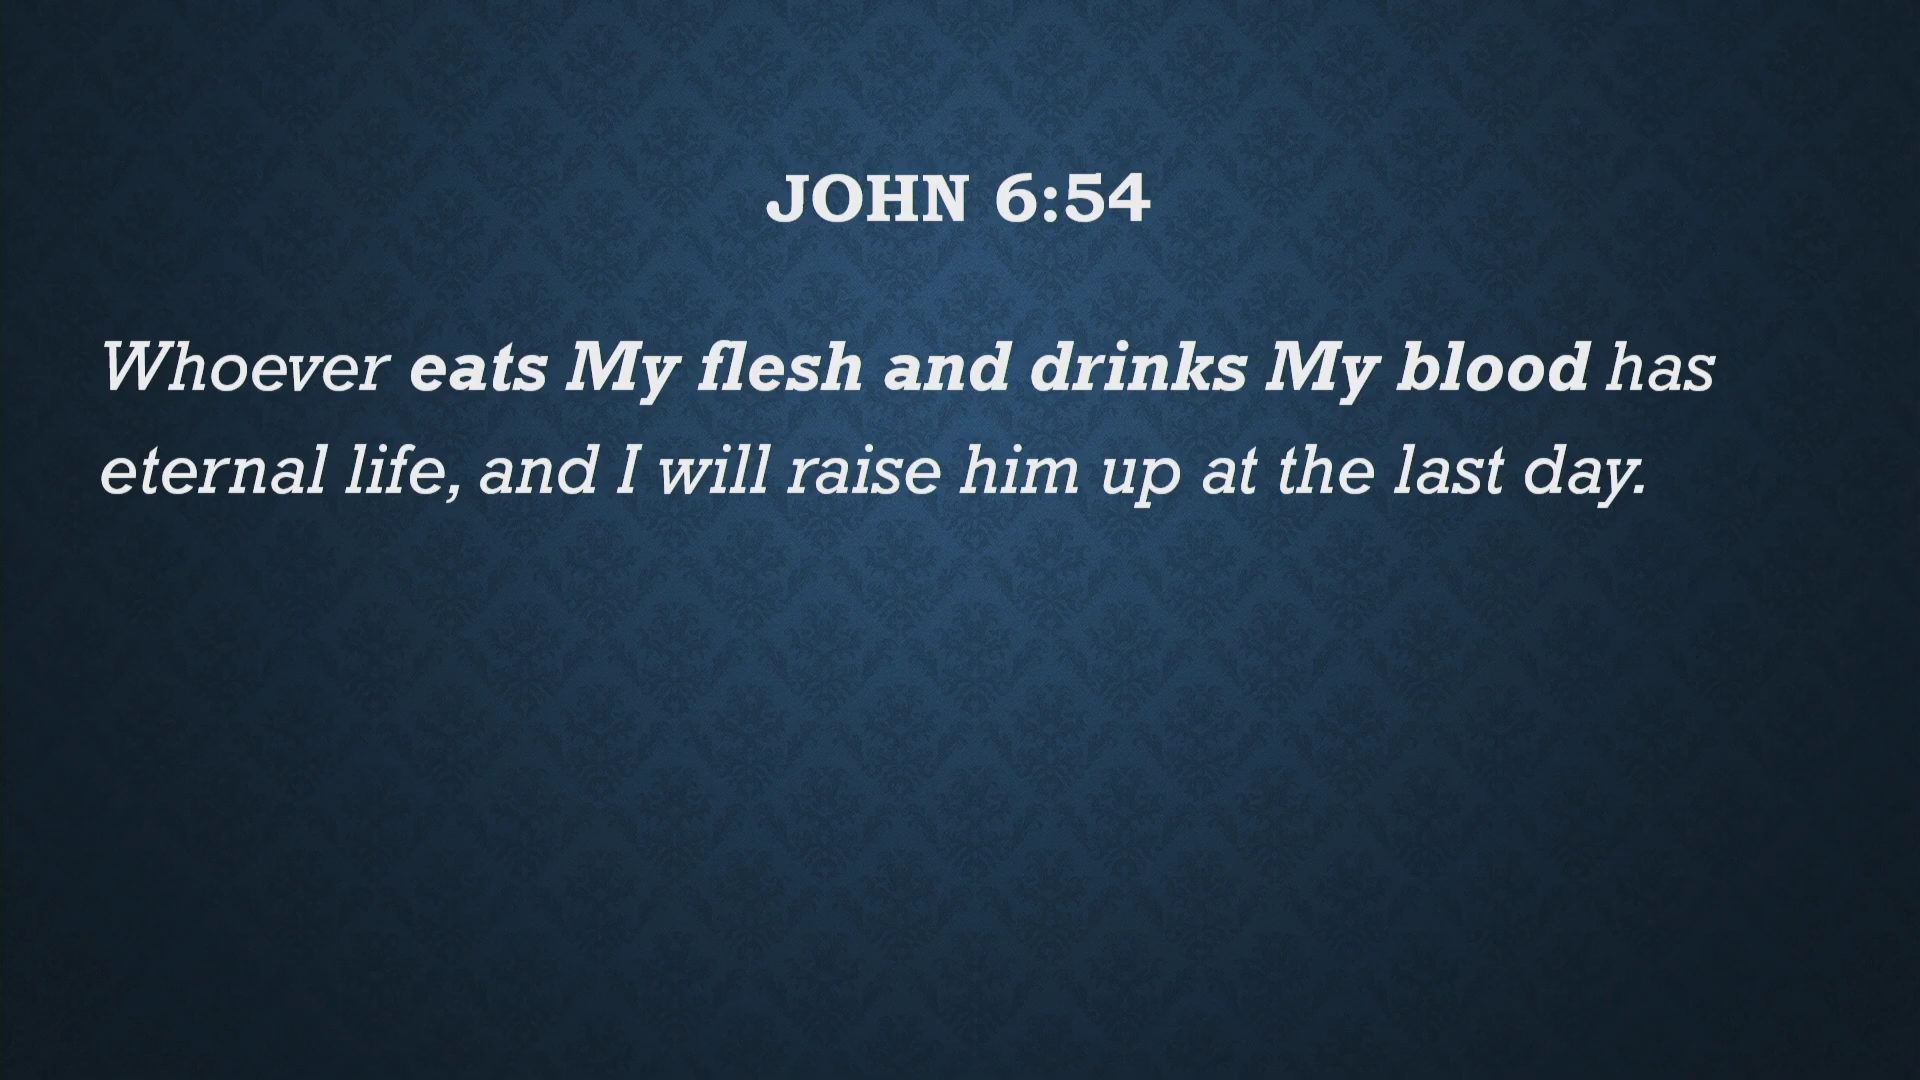 JOHN 6:54
Whoever eats My flesh and drinks My blood has
eternal life, and I will raise him up at the last day.